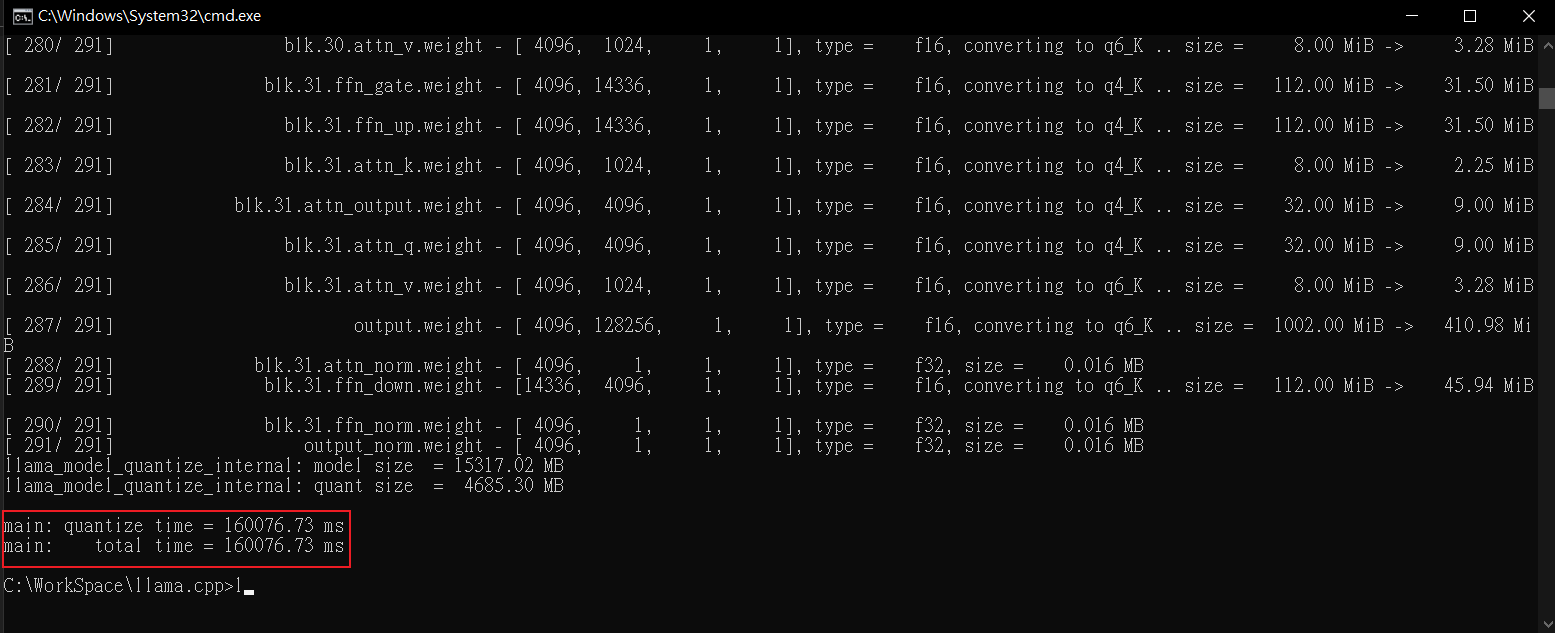 C:\Windows\System32\cmd.exe
[ 280/ 291]                 blk.30.attn_v.weight - [ 4096,  1024,     1,     1], type =    f16, converting to q6_K .. size =     8.00 MiB ->     3.28 MiB
[ 281/ 291]               blk.31.ffn_gate.weight - [ 4096, 14336,     1,     1], type =    f16, converting to q4_K .. size =   112.00 MiB ->    31.50 MiB
[ 282/ 291]                 blk.31.ffn_up.weight - [ 4096, 14336,     1,     1], type =    f16, converting to q4_K .. size =   112.00 MiB ->    31.50 MiB
[ 283/ 291]                 blk.31.attn_k.weight - [ 4096,  1024,     1,     1], type =    f16, converting to q4_K .. size =     8.00 MiB ->     2.25 MiB
[ 284/ 291]            blk.31.attn_output.weight - [ 4096,  4096,     1,     1], type =    f16, converting to q4_K .. size =    32.00 MiB ->     9.00 MiB
[ 285/ 291]                 blk.31.attn_q.weight - [ 4096,  4096,     1,     1], type =    f16, converting to q4_K .. size =    32.00 MiB ->     9.00 MiB
[ 286/ 291]                 blk.31.attn_v.weight - [ 4096,  1024,     1,     1], type =    f16, converting to q6_K .. size =     8.00 MiB ->     3.28 MiB
[ 287/ 291]                        output.weight - [ 4096, 128256,     1,     1], type =    f16, converting to q6_K .. size =  1002.00 MiB ->   410.98 Mi
B
[ 288/ 291]              blk.31.attn_norm.weight - [ 4096,     1,     1,     1], type =    f32, size =    0.016 MB
[ 289/ 291]               blk.31.ffn_down.weight - [14336,  4096,     1,     1], type =    f16, converting to q6_K .. size =   112.00 MiB ->    45.94 MiB
[ 290/ 291]               blk.31.ffn_norm.weight - [ 4096,     1,     1,     1], type =    f32, size =    0.016 MB
[ 291/ 291]                   output_norm.weight - [ 4096,     1,     1,     1], type =    f32, size =    0.016 MB
llama_model_quantize_internal: model size  = 15317.02 MB
llama_model_quantize_internal: quant size  =  4685.30 MB
main: quantize time = 160076.73 ms
main:    total time = 160076.73 ms
C:\WorkSpace\llama.cpp>l